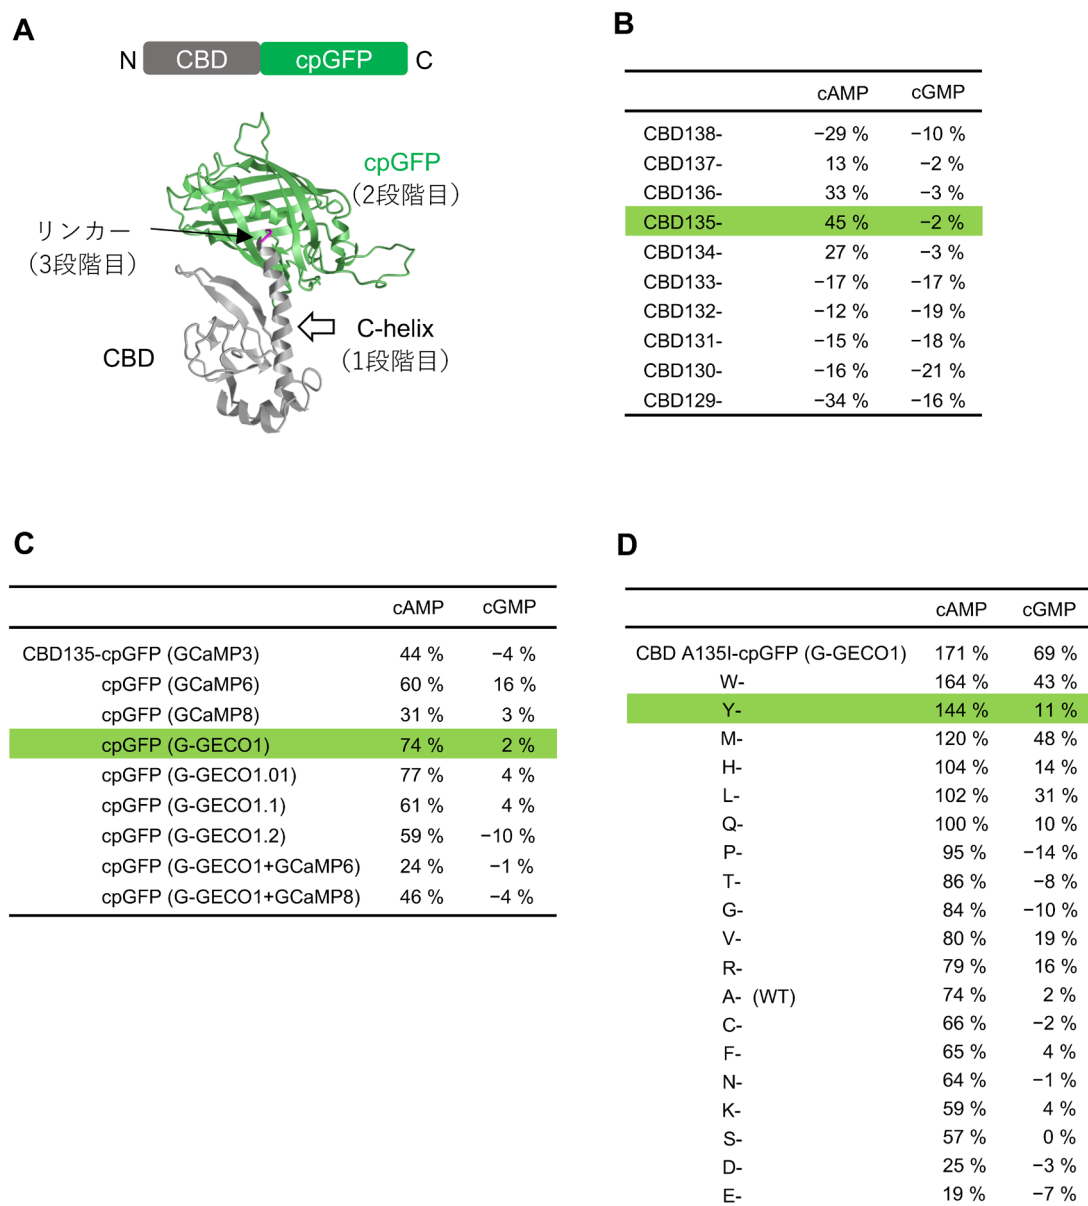 A
N CBD cpGFP C
cpGFP
(2段階目)
リンカー
(3段階目)
C-helix
(1段階目)
CBD
B
cAMP cGMP
CBD138- −29 % −10 %
CBD137- 13 % −2 %
CBD136- 33 % −3 %
CBD135- 45 % −2 %
CBD134- 27 % −3 %
CBD133- −17 % −17 %
CBD132- −12 % −19 %
CBD131- −15 % −18 %
CBD130- −16 % −21 %
CBD129- −34 % −16 %
C
cAMP cGMP
CBD135-cpGFP (GCaMP3) 44 % −4 %
cpGFP (GCaMP6) 60 % 16 %
cpGFP (GCaMP8) 31 % 3 %
cpGFP (G-GECO1) 74 % 2 %
cpGFP (G-GECO1.01) 77 % 4 %
cpGFP (G-GECO1.1) 61 % 4 %
cpGFP (G-GECO1.2) 59 % −10 %
cpGFP (G-GECO1+GCaMP6) 24 % −1 %
cpGFP (G-GECO1+GCaMP8) 46 % −4 %
D
cAMP cGMP
CBD A135I-cpGFP (G-GECO1) 171 % 69 %
W- 164 % 43 %
Y- 144 % 11 %
M- 120 % 48 %
H- 104 % 14 %
L- 102 % 31 %
Q- 100 % 10 %
P- 95 % −14 %
T- 86 % −8 %
G- 84 % −10 %
V- 80 % 19 %
R- 79 % 16 %
A- (WT) 74 % 2 %
C- 66 % −2 %
F- 65 % 4 %
N- 64 % −1 %
K- 59 % 4 %
S- 57 % 0 %
D- 25 % −3 %
E- 19 % −7 %